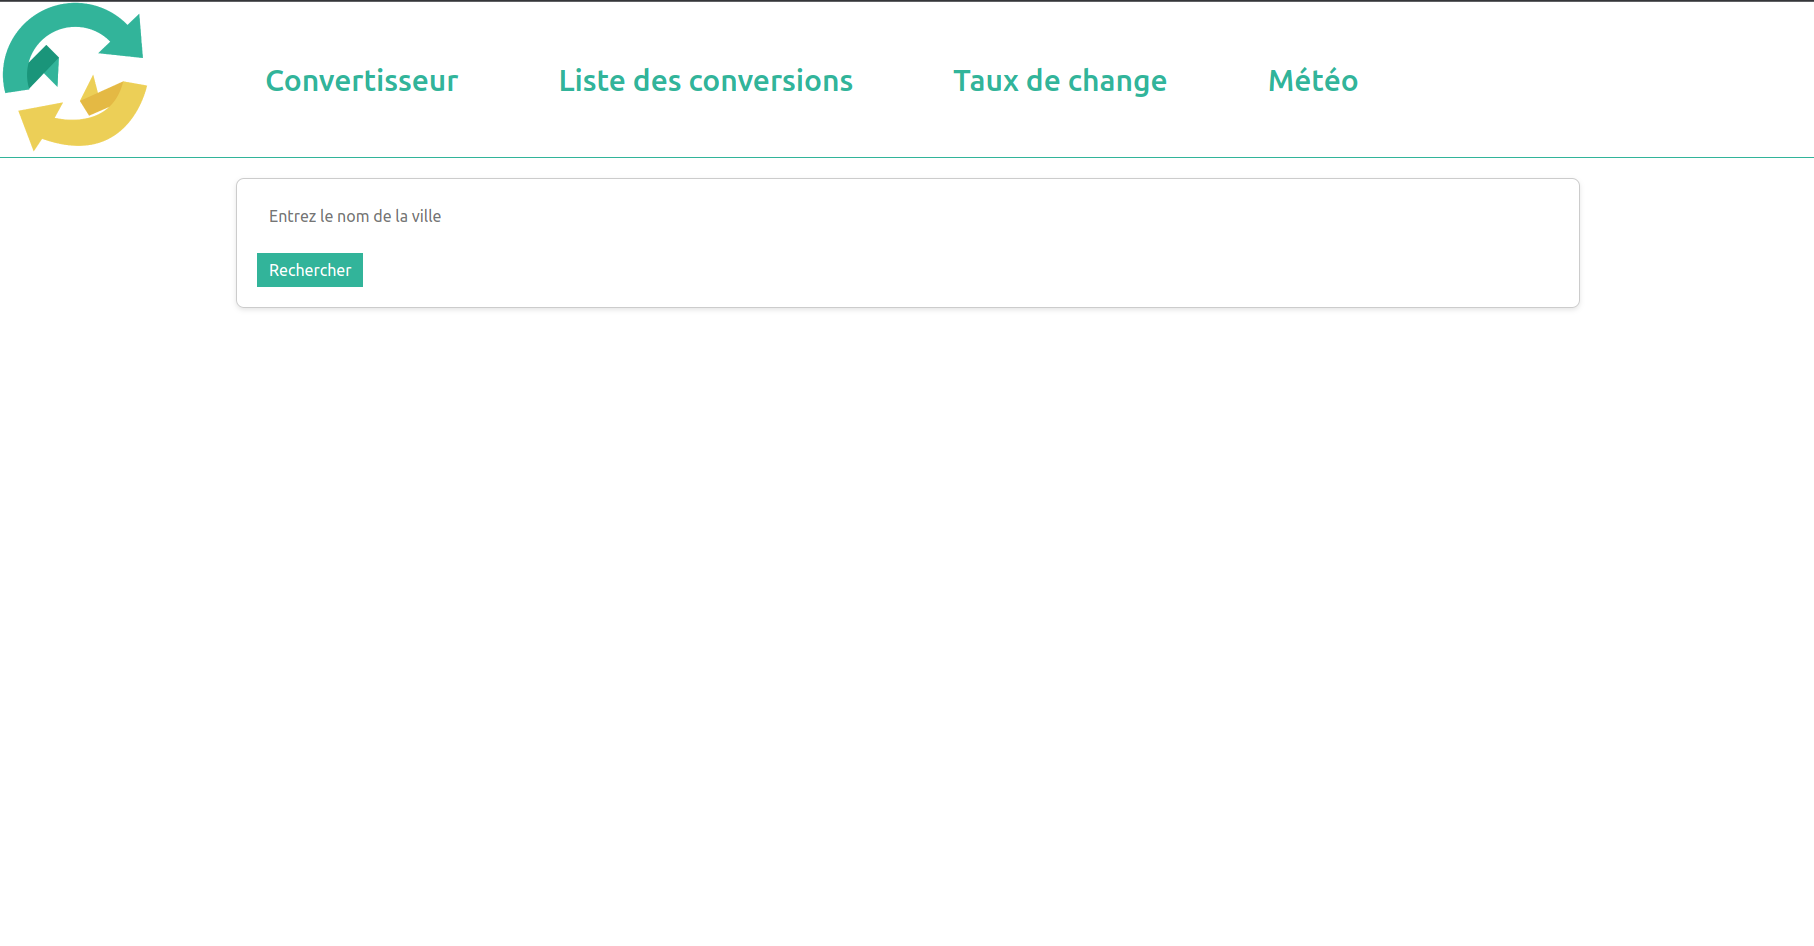 Convertisseur Liste des conversions Taux de change Météo
Entrez le nom de la ville
Rechercher